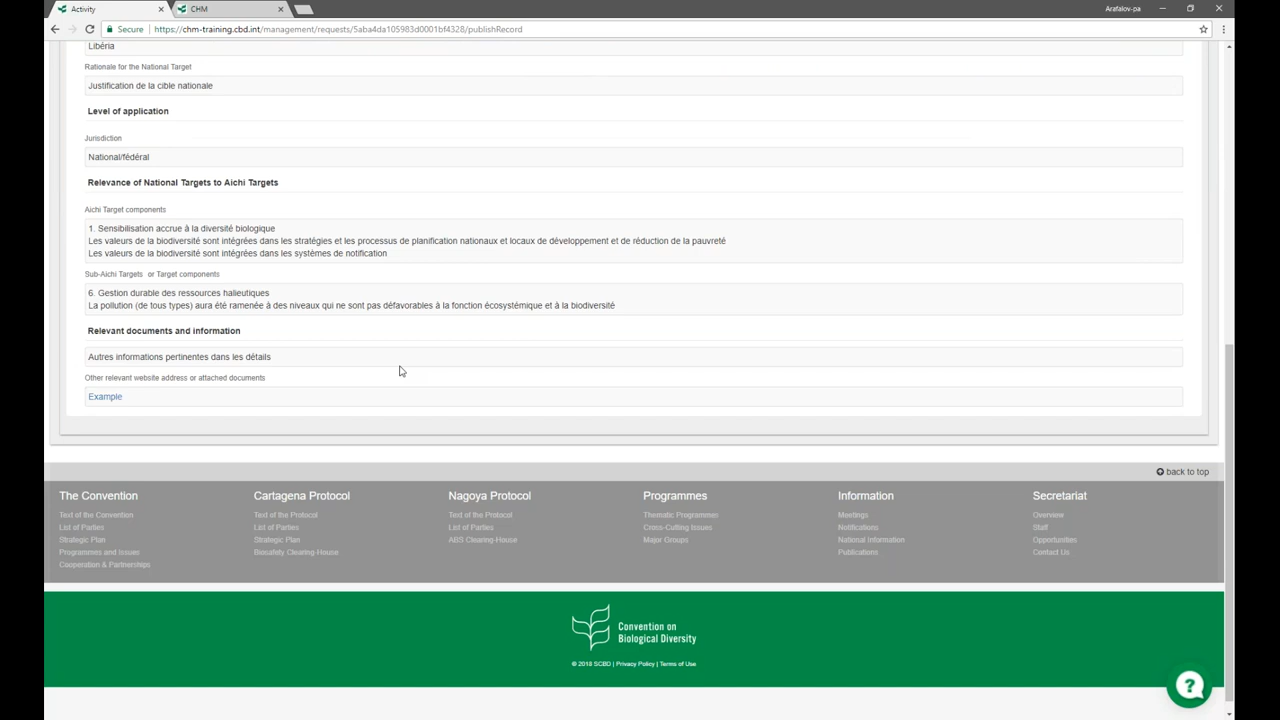 Activity
CHM
Arafalov-pa
Secure
https://chm-training.cbd.int/management/requests/5aba4da105983d0001bf4328/publishRecord
Libéria
Rationale for the National Target
Justification de la cible nationale
Level of application
Jurisdiction
National/fédéral
Relevance of National Targets to Aichi Targets
Aichi Target components
1. Sensibilisation accrue à la diversité biologique
Les valeurs de la biodiversité sont intégrées dans les stratégies et les processus de planification nationaux et locaux de développement et de réduction de la pauvreté
Les valeurs de la biodiversité sont intégrées dans les systèmes de notification
Sub-Aichi Targets or Target components
6. Gestion durable des ressources halieutiques
La pollution (de tous types) aura été ramenée à des niveaux qui ne sont pas défavorables à la fonction écosystémique et à la biodiversité
Relevant documents and information
Autres informations pertinentes dans les détails
Other relevant website address or attached documents
Example
back to top
The Convention
Text of the Convention
List of Parties
Strategic Plan
Programmes and Issues
Cooperation & Partnerships
Cartagena Protocol
Text of the Protocol
List of Parties
Strategic Plan
Biosafety Clearing-House
Nagoya Protocol
Text of the Protocol
List of Parties
ABS Clearing-House
Programmes
Thematic Programmes
Cross-Cutting Issues
Major Groups
Information
Meetings
Notifications
National Information
Publications
Secretariat
Overview
Staff
Opportunities
Contact Us
Convention on
Biological Diversity
© 2018 SCBD | Privacy Policy | Terms of Use
?